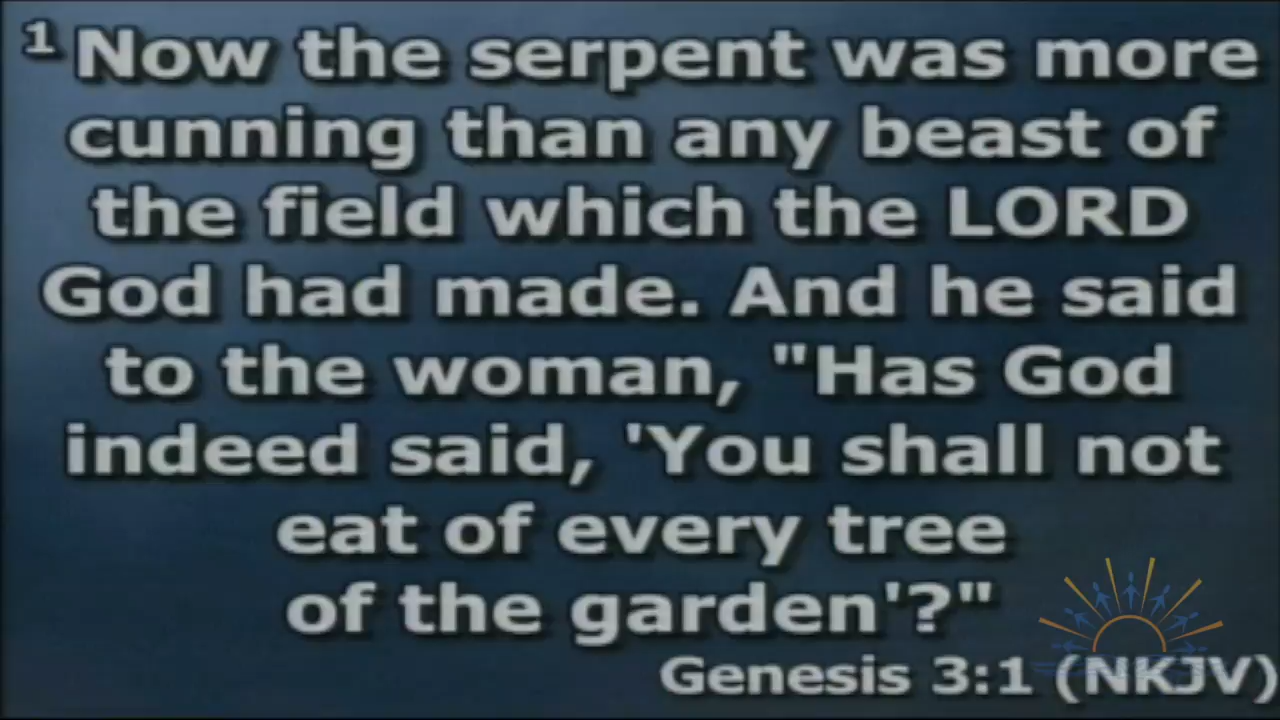 1 Now the serpent was more
cunning than any beast of
the field which the LORD
God had made. And he said
to the woman, "Has God
indeed said, 'You shall not
eat of every tree
of the garden'?"
Genesis 3:1 (NKJV)